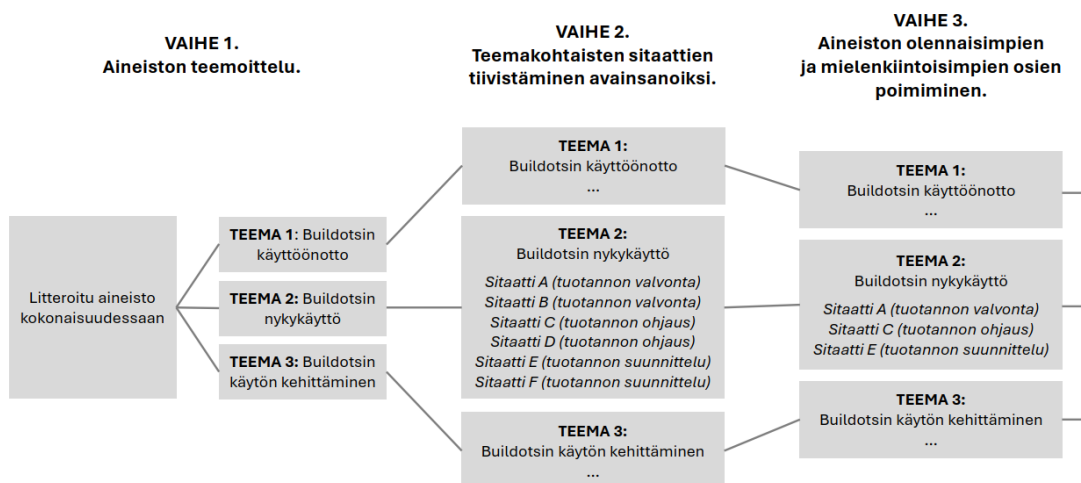 VAIHE 1.
Aineiston teemoittelu.
VAIHE 2.
Teemakohtaisten sitaattien
tiivistäminen avainsanoiksi.
VAIHE 3.
Aineiston olennaisimpien
ja mielenkiintoisimpien osien
poimiminen.
Litteroitu aineisto
kokonaisuudessaan
TEEMA 1: Buildotsin
käyttöönotto
TEEMA 2: Buildotsin
nykykäyttö
TEEMA 3: Buildotsin
käytön kehittäminen
TEEMA 1:
Buildotsin käyttöönotto
...
TEEMA 2:
Buildotsin nykykäyttö
Sitaatti A (tuotannon valvonta)
Sitaatti B (tuotannon valvonta)
Sitaatti C (tuotannon ohjaus)
Sitaatti D (tuotannon ohjaus)
Sitaatti E (tuotannon suunnittelu)
Sitaatti F (tuotannon suunnittelu)
TEEMA 3:
Buildotsin käytön kehittäminen
...
TEEMA 1:
Buildotsin käyttöönotto
...
TEEMA 2:
Buildotsin nykykäyttö
Sitaatti A (tuotannon valvonta)
Sitaatti C (tuotannon ohjaus)
Sitaatti E (tuotannon suunnittelu)
TEEMA 3:
Buildotsin käytön kehittäminen
...